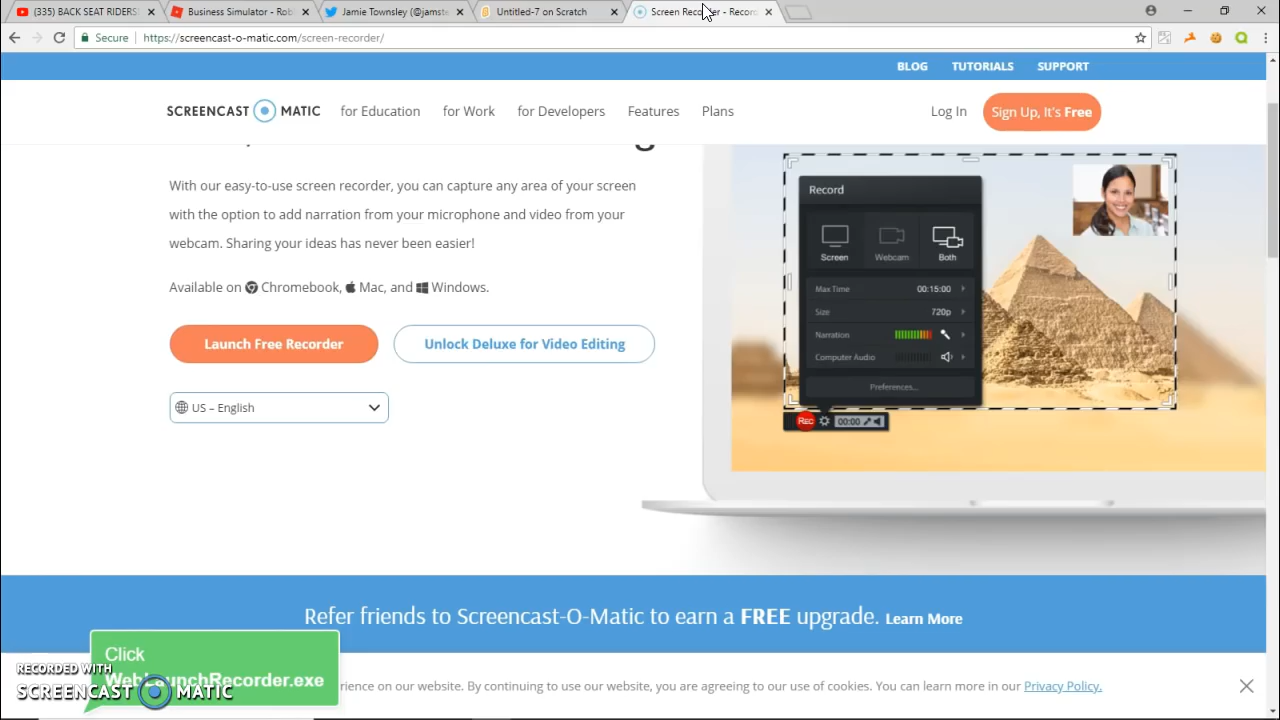 (335) BACK SEAT RIDERS!
Business Simulator - Rob
Jamie Townsley (@jamste
Untitled-7 on Scratch
Screen Recorder - Record
Secure
https://screencast-o-matic.com/screen-recorder/
BLOG
TUTORIALS
SUPPORT
SCREENCAST O MATIC
for Education
for Work
for Developers
Features
Plans
Log In
Sign Up, It's Free
With our easy-to-use screen recorder, you can capture any area of your screen
with the option to add narration from your microphone and video from your
webcam. Sharing your ideas has never been easier!
Available on Chromebook, Mac, and Windows.
Launch Free Recorder
Unlock Deluxe for Video Editing
US – English
Record
Screen
Webcam
Both
Max Time 00:15:00
Size 720p
Narration
Computer Audio
Preferences...
REC 00:00
Refer friends to Screencast-O-Matic to earn a FREE upgrade. Learn More
Click
WebLaunchRecorder.exe
RECORDED WITH
SCREENCAST O MATIC
rience on our website. By continuing to use our website, you are agreeing to our use of cookies. You can learn more in our Privacy Policy.